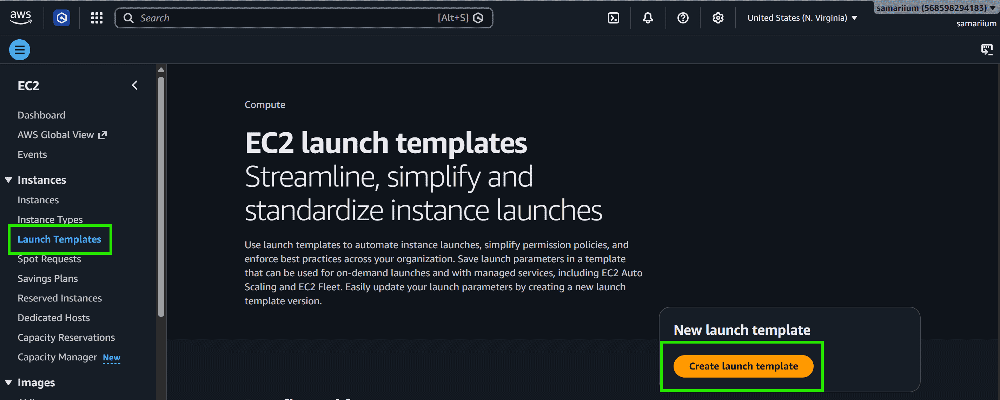 aws
Search
[Alt+S]
United States (N. Virginia)
samariium (568598294183)
samariium
EC2
Dashboard
AWS Global View
Events
Instances
Instances
Instance Types
Launch Templates
Spot Requests
Savings Plans
Reserved Instances
Dedicated Hosts
Capacity Reservations
Capacity Manager New
Images
Compute
EC2 launch templates
Streamline, simplify and
standardize instance launches
Use launch templates to automate instance launches, simplify permission policies, and
enforce best practices across your organization. Save launch parameters in a template
that can be used for on-demand launches and with managed services, including EC2 Auto
Scaling and EC2 Fleet. Easily update your launch parameters by creating a new launch
template version.
New launch template
Create launch template